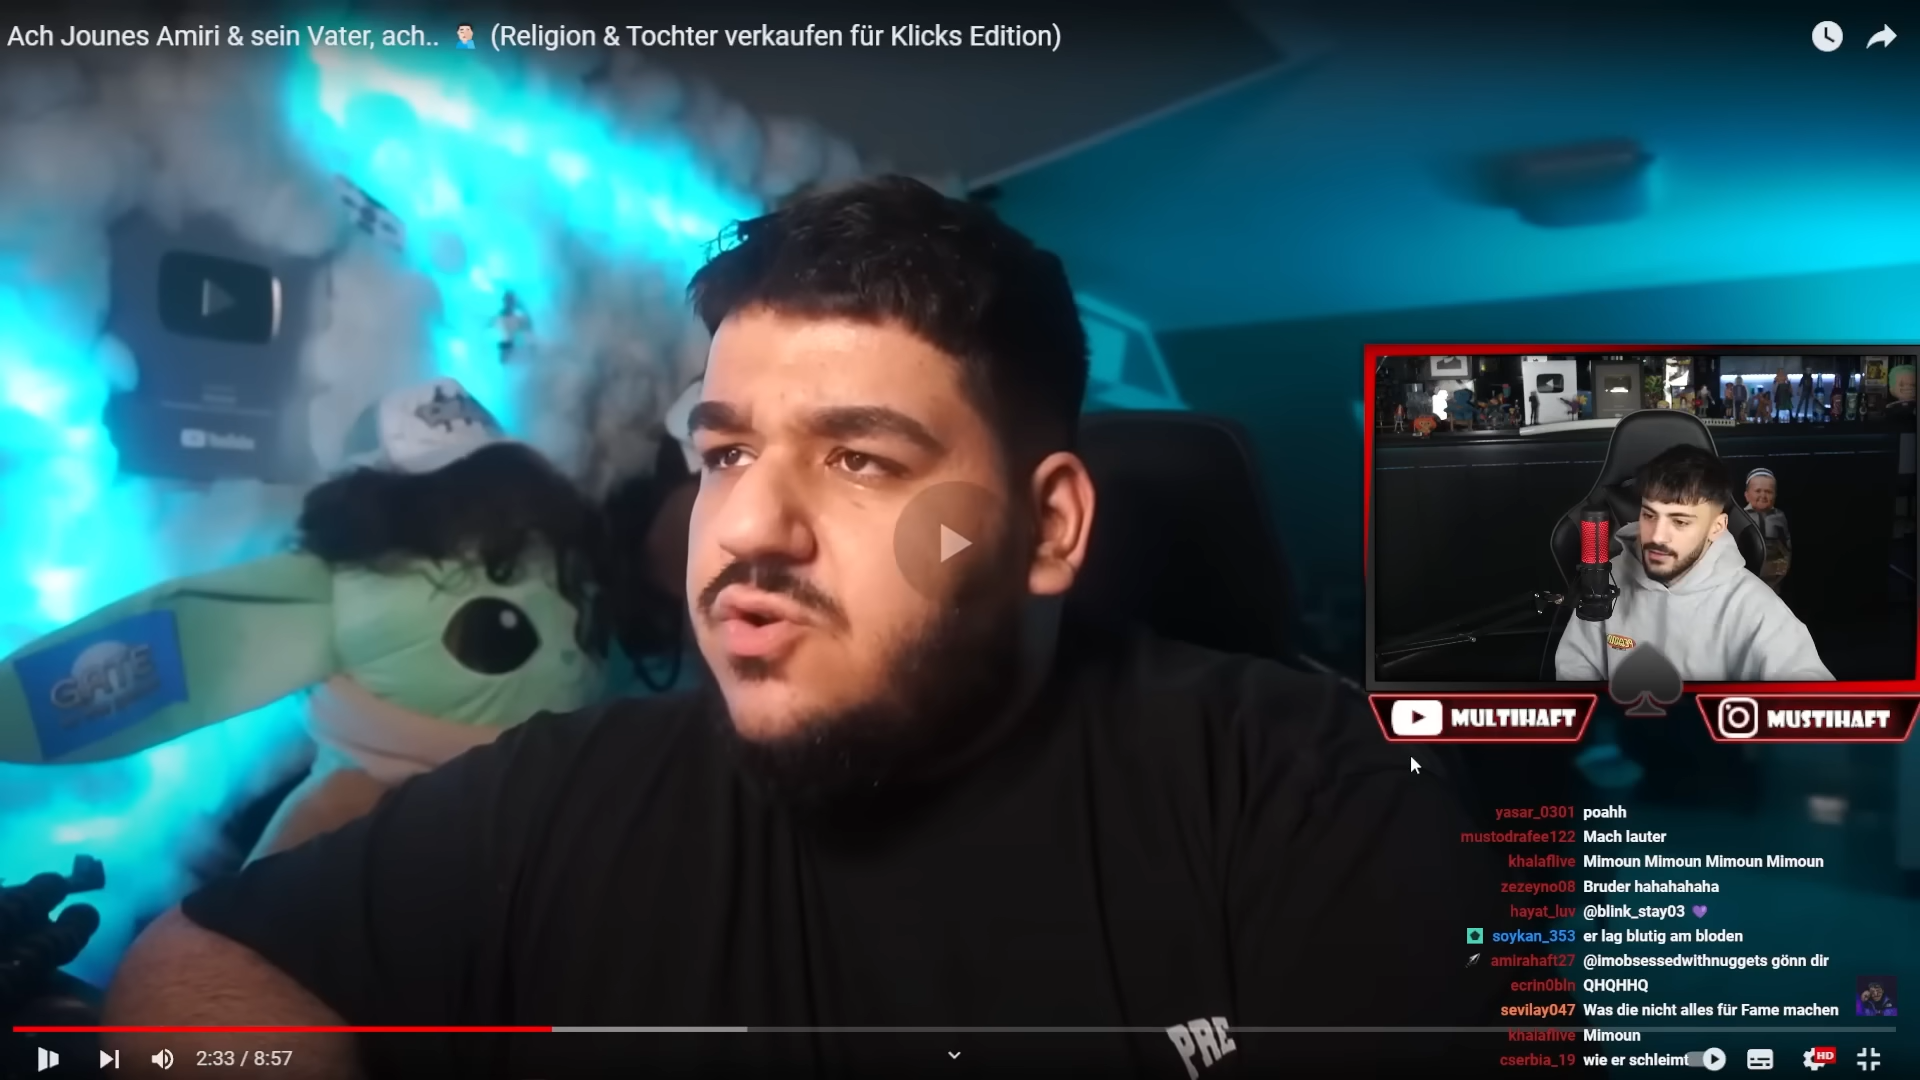 Ach Jounes Amiri & sein Vater, ach.. 🤦🏻‍♂️ (Religion & Tochter verkaufen für Klicks Edition)
YouTube
MULTIHAFT
MUSTIHAFT
yasar_0301 poahh
mustodrafee122 Mach lauter
khalaflive Mimoun Mimoun Mimoun Mimoun
zezeyno08 Bruder hahahahaha
hayat_luv @blink_stay03 💜
soykan_353 er lag blutig am bloden
amirahaft27 @imobsessedwithnuggets gönn dir
ecrin0bln QHQHHQ
sevilay047 Was die nicht alles für Fame machen
khalaflive Mimoun
cserbia_19 wie er schleimt
PRE
2:33 / 8:57
HD